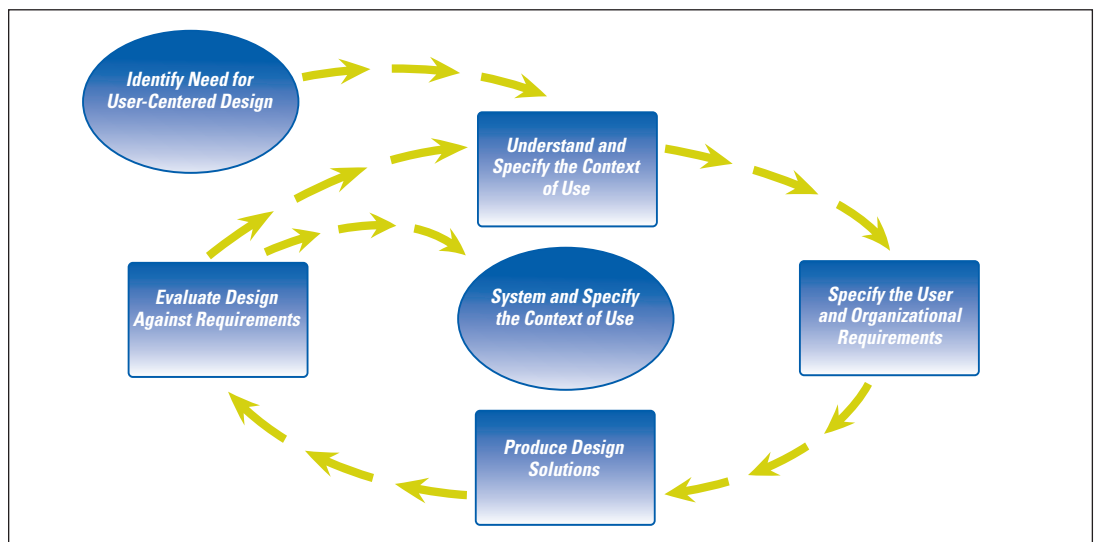 Identify Need for
User-Centered Design
Understand and
Specify the Context
of Use
Evaluate Design
Against Requirements
System and Specify
the Context of Use
Specify the User
and Organizational
Requirements
Produce Design
Solutions